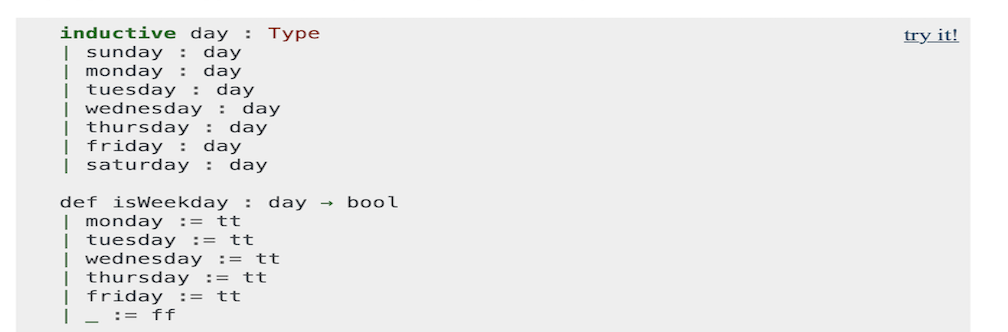 inductive day : Type
try it!
| sunday : day
| monday : day
| tuesday : day
| wednesday : day
| thursday : day
| friday : day
| saturday : day
def isWeekday : day → bool
| monday := tt
| tuesday := tt
| wednesday := tt
| thursday := tt
| friday := tt
| _ := ff